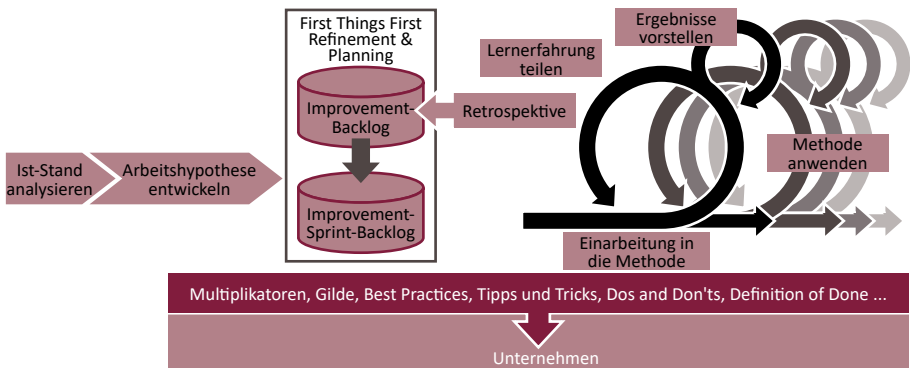 First Things First
Refinement &
Planning
Improvement-
Backlog
Improvement-
Sprint-Backlog
Ist-Stand
analysieren
Arbeitshypothese
entwickeln
Retrospektive
Lernerfahrung
teilen
Ergebnisse
vorstellen
Methode
anwenden
Einarbeitung in
die Methode
Multiplikatoren, Gilde, Best Practices, Tipps und Tricks, Dos and Don'ts, Definition of Done ...
Unternehmen